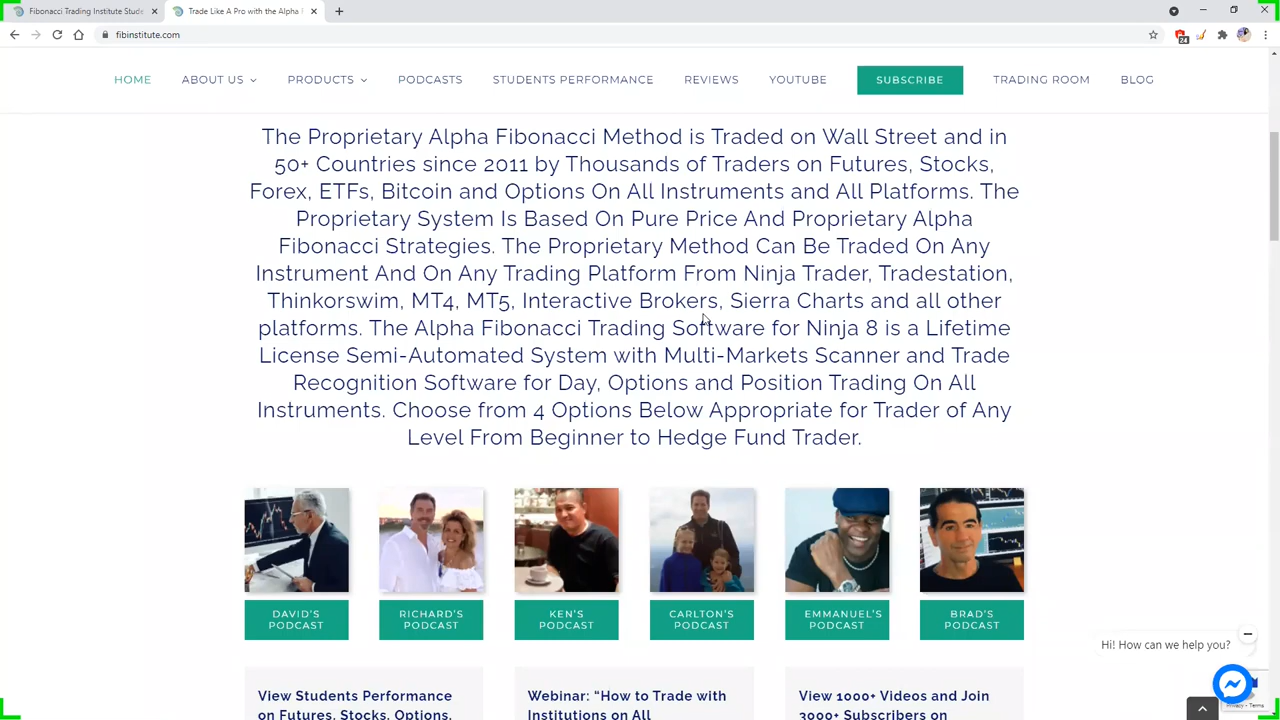 Fibonacci Trading Institute Stude
Trade Like A Pro with the Alpha F
fibinstitute.com
24
HOME
ABOUT US
PRODUCTS
PODCASTS
STUDENTS PERFORMANCE
REVIEWS
YOUTUBE
SUBSCRIBE
TRADING ROOM
BLOG
The Proprietary Alpha Fibonacci Method is Traded on Wall Street and in
50+ Countries since 2011 by Thousands of Traders on Futures, Stocks,
Forex, ETFs, Bitcoin and Options On All Instruments and All Platforms. The
Proprietary System Is Based On Pure Price And Proprietary Alpha
Fibonacci Strategies. The Proprietary Method Can Be Traded On Any
Instrument And On Any Trading Platform From Ninja Trader, Tradestation,
Thinkorswim, MT4, MT5, Interactive Brokers, Sierra Charts and all other
platforms. The Alpha Fibonacci Trading Software for Ninja 8 is a Lifetime
License Semi-Automated System with Multi-Markets Scanner and Trade
Recognition Software for Day, Options and Position Trading On All
Instruments. Choose from 4 Options Below Appropriate for Trader of Any
Level From Beginner to Hedge Fund Trader.
DAVID'S
PODCAST
RICHARD'S
PODCAST
KEN'S
PODCAST
CARLTON'S
PODCAST
EMMANUEL'S
PODCAST
BRAD'S
PODCAST
Hi! How can we help you?
View Students Performance
on Futures, Stocks, Options,
Webinar: “How to Trade with
Institutions on All
View 1000+ Videos and Join
3000+ Subscribers on
Privacy - Terms